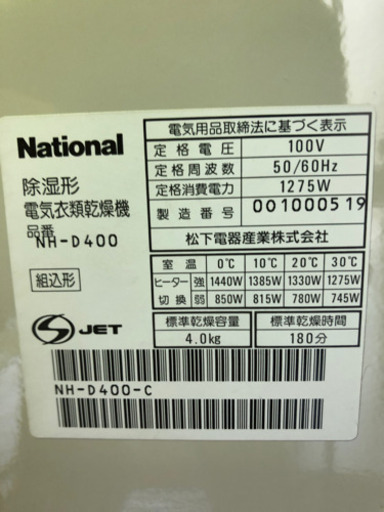 National
除湿形
電気衣類乾燥機
品番 NH-D400
組込形
S JET
電気用品取締法に基づく表示
定格電圧 100V
定格周波数 50/60Hz
定格消費電力 1275W
製造番号 001000519
松下電器産業株式会社
室温 0℃ 10℃ 20℃ 30℃
ヒーター 強 1440W 1385W 1330W 1275W
切換 弱 850W 815W 780W 745W
標準乾燥容量 標準乾燥時間
4.0kg 180分
NH-D400-C